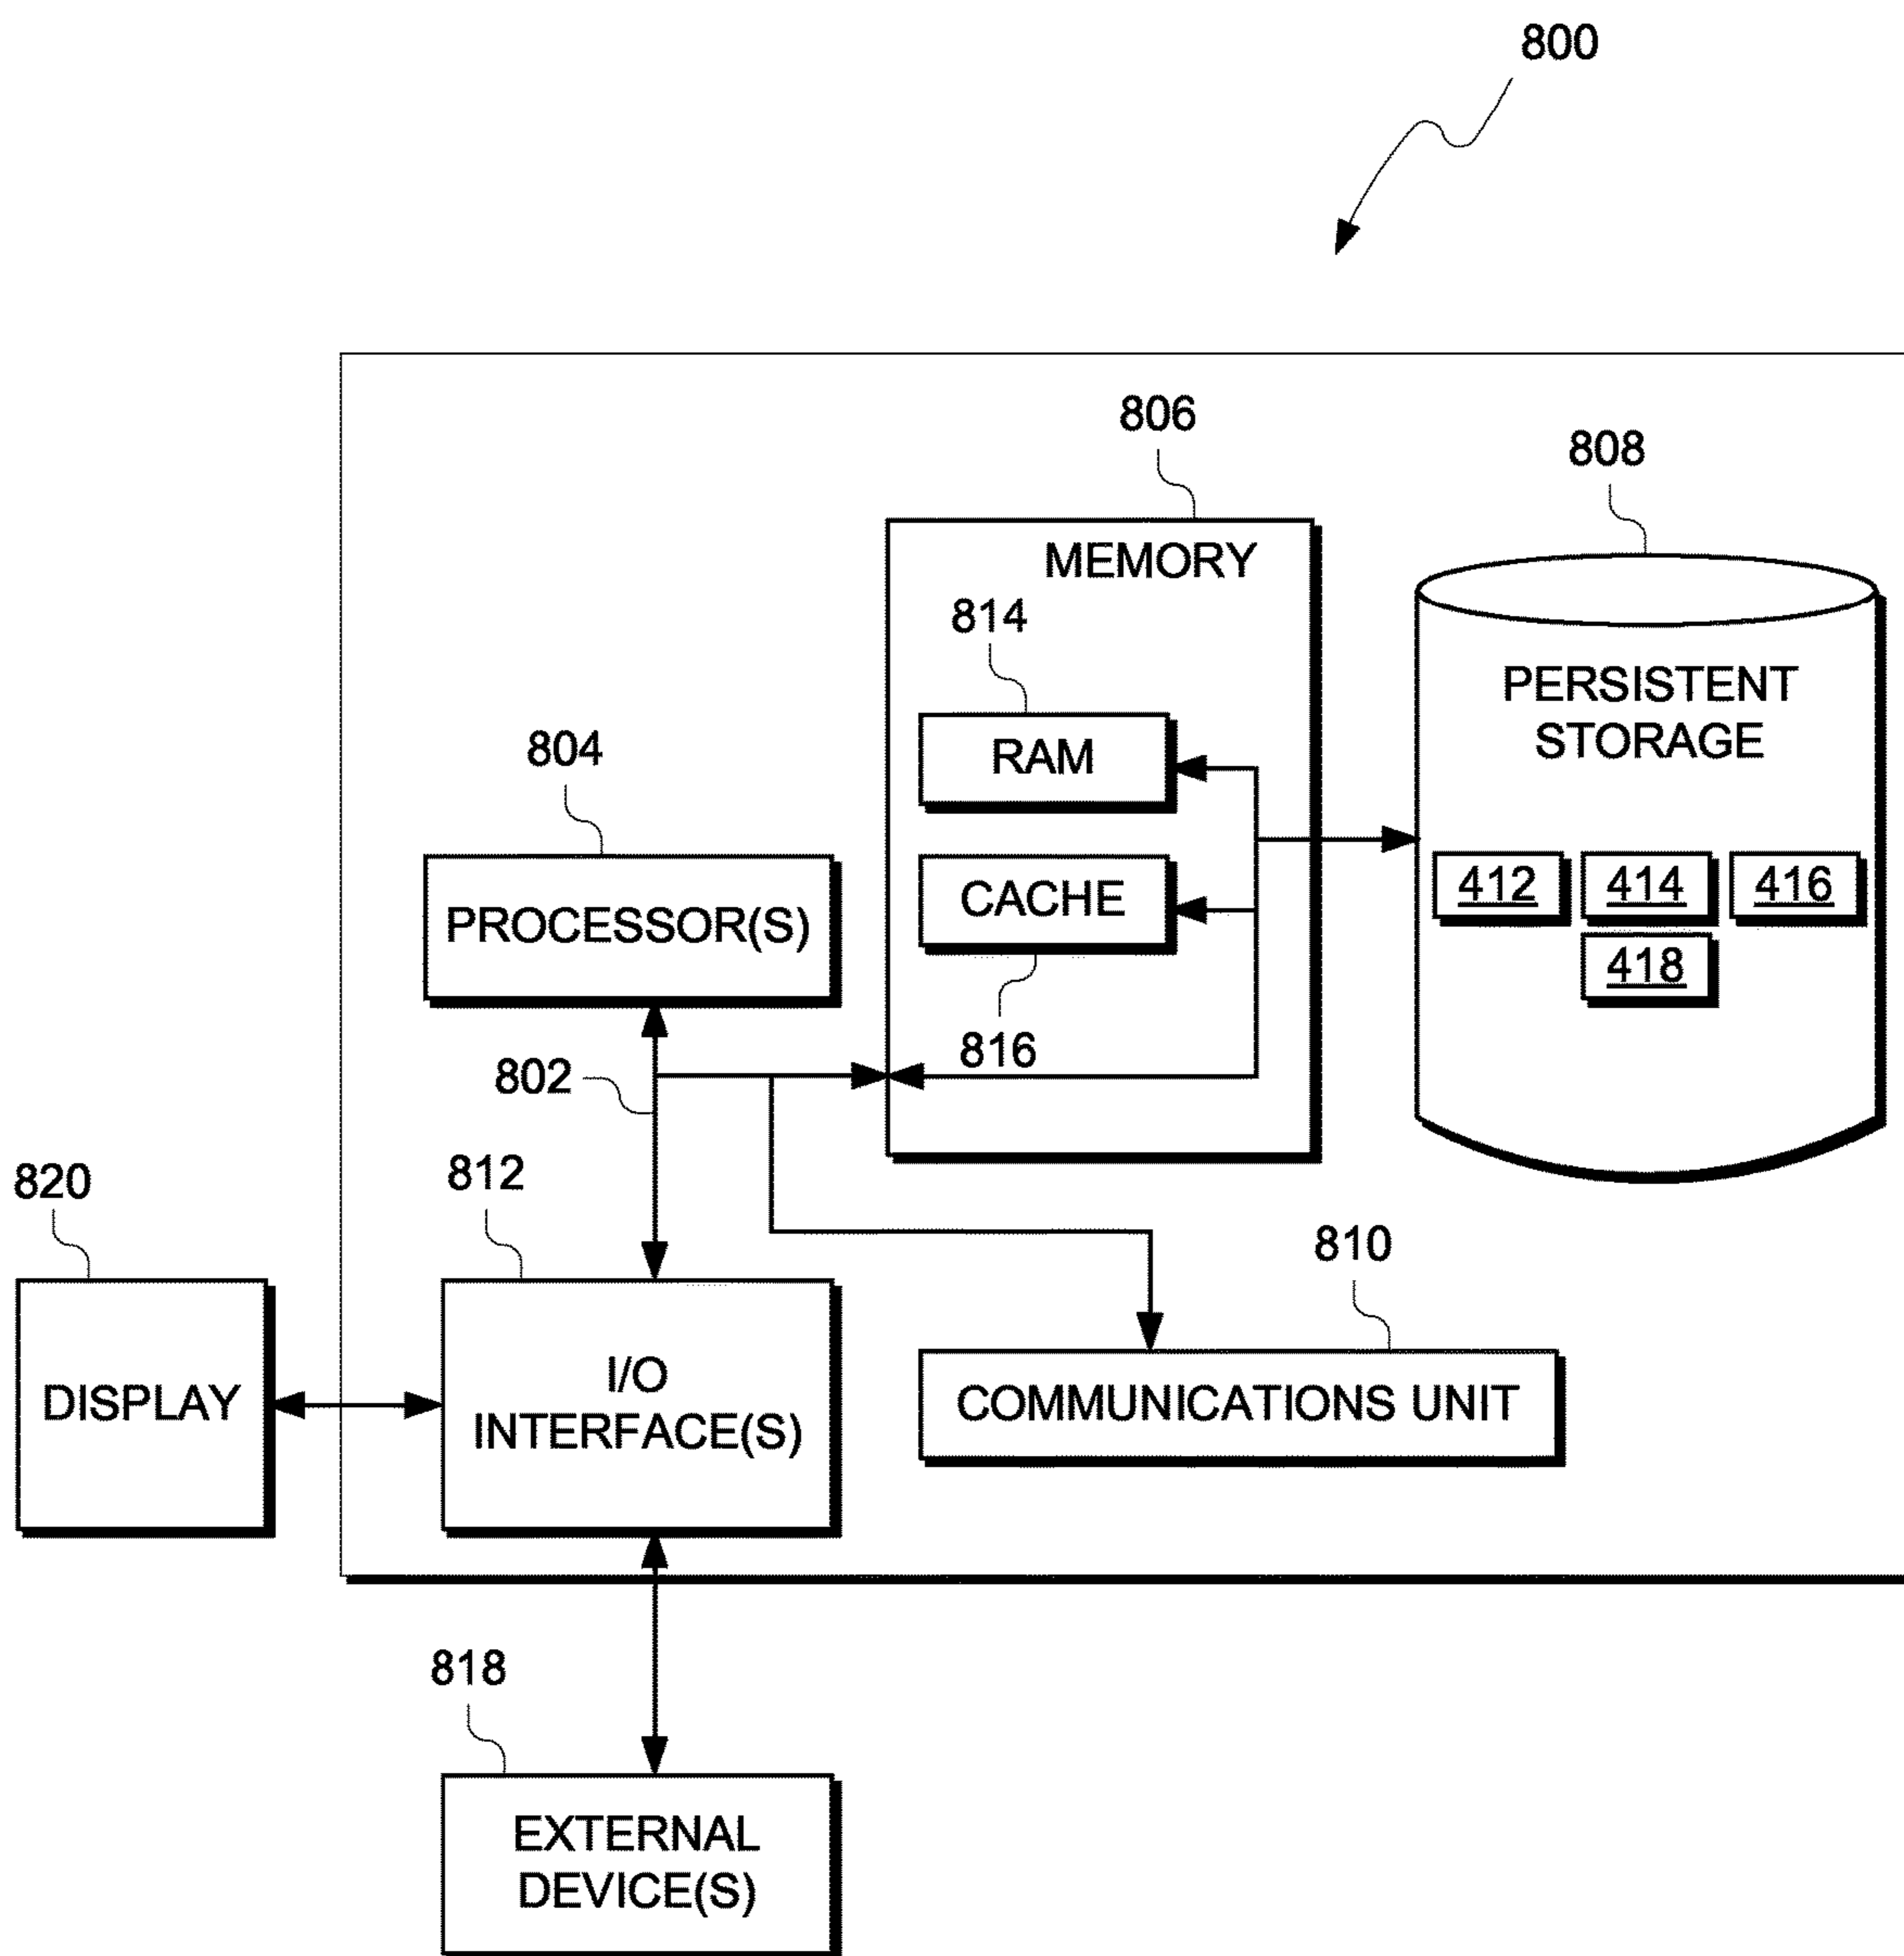 800
806
808
MEMORY
814
PERSISTENT
STORAGE
804
RAM
412 414 416
CACHE
PROCESSOR(S)
418
816
802
820
812
810
I/O
INTERFACE(S)
DISPLAY
COMMUNICATIONS UNIT
818
EXTERNAL
DEVICE(S)